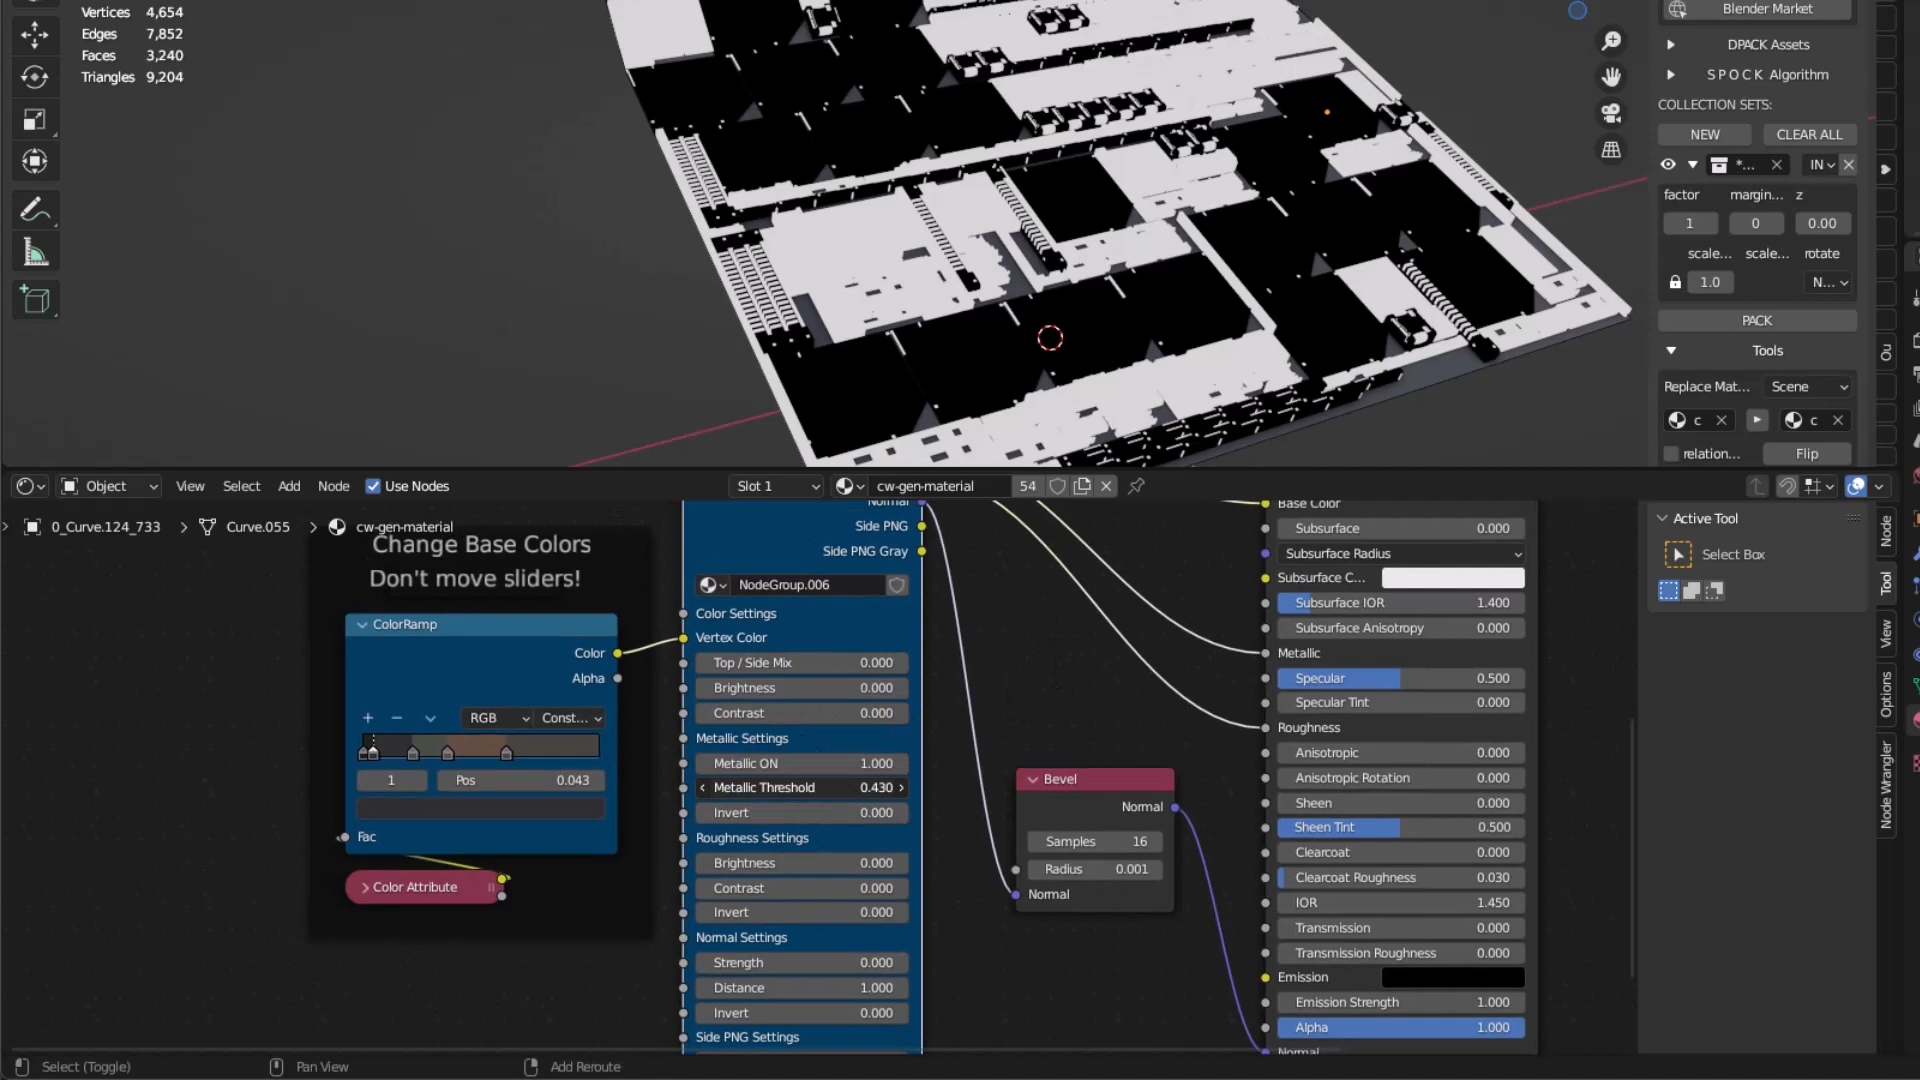 Vertices 4,654
Edges 7,852
Faces 3,240
Triangles 9,204
Blender Market
DPACK Assets
S P O C K Algorithm
COLLECTION SETS:
NEW CLEAR ALL
*... IN
factor margin... z
1 0 0.00
scale... scale... rotate
1.0 N...
PACK
Tools
Replace Mat... Scene
c c
relation... Flip
Ou
Object View Select Add Node Use Nodes Slot 1 cw-gen-material 54
0_Curve.124_733 > Curve.055 > cw-gen-material
Change Base Colors
Don't move sliders!
ColorRamp
Color
Alpha
RGB Const...
1 Pos 0.043
Fac
Color Attribute
Normal
Side PNG
Side PNG Gray
NodeGroup.006
Color Settings
Vertex Color
Top / Side Mix 0.000
Brightness 0.000
Contrast 0.000
Metallic Settings
Metallic ON 1.000
Metallic Threshold 0.430
Invert 0.000
Roughness Settings
Brightness 0.000
Contrast 0.000
Invert 0.000
Normal Settings
Strength 0.000
Distance 1.000
Invert 0.000
Side PNG Settings
Bevel
Normal
Samples 16
Radius 0.001
Normal
Base Color
Subsurface 0.000
Subsurface Radius
Subsurface C...
Subsurface IOR 1.400
Subsurface Anisotropy 0.000
Metallic
Specular 0.500
Specular Tint 0.000
Roughness
Anisotropic 0.000
Anisotropic Rotation 0.000
Sheen 0.000
Sheen Tint 0.500
Clearcoat 0.000
Clearcoat Roughness 0.030
IOR 1.450
Transmission 0.000
Transmission Roughness 0.000
Emission
Emission Strength 1.000
Alpha 1.000
Normal
Active Tool
Select Box
Node
Tool
View
Options
Node Wrangler
Select (Toggle) Pan View Add Reroute